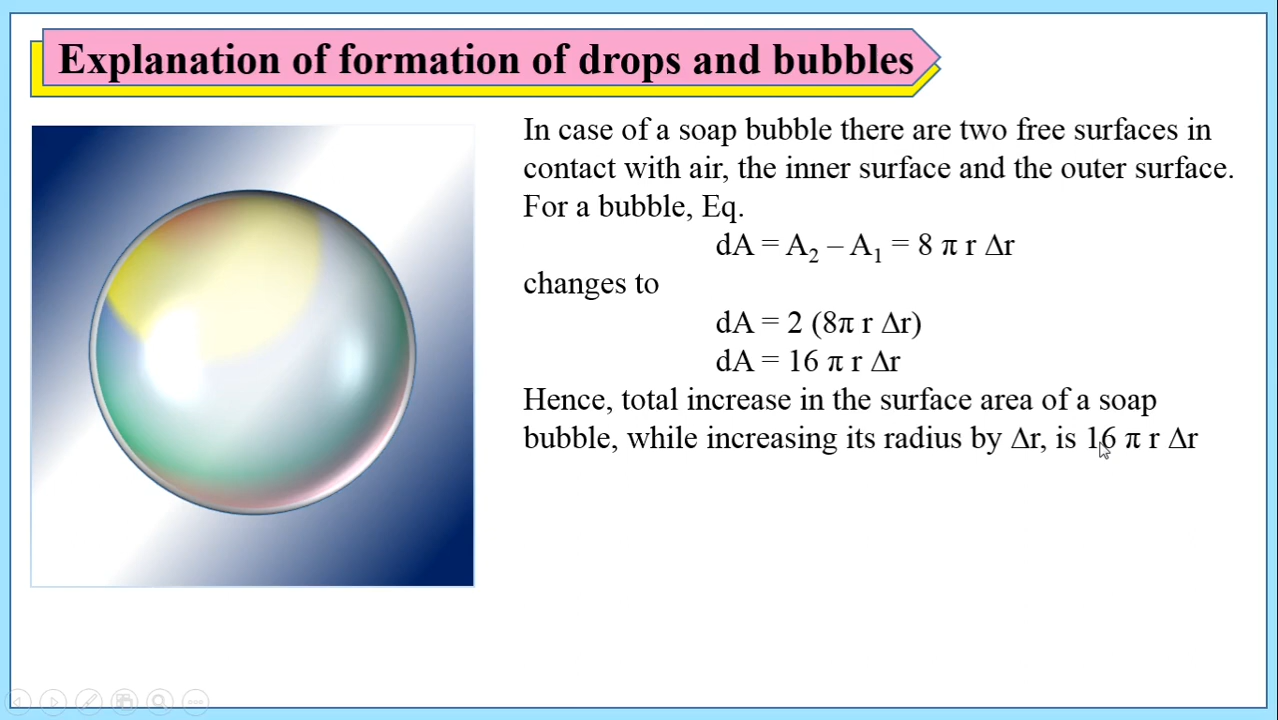 Explanation of formation of drops and bubbles
In case of a soap bubble there are two free surfaces in
contact with air, the inner surface and the outer surface.
For a bubble, Eq.
dA = A₂ – A₁ = 8 π r Δr
changes to
dA = 2 (8π r Δr)
dA = 16 π r Δr
Hence, total increase in the surface area of a soap
bubble, while increasing its radius by Δr, is 16 π r Δr